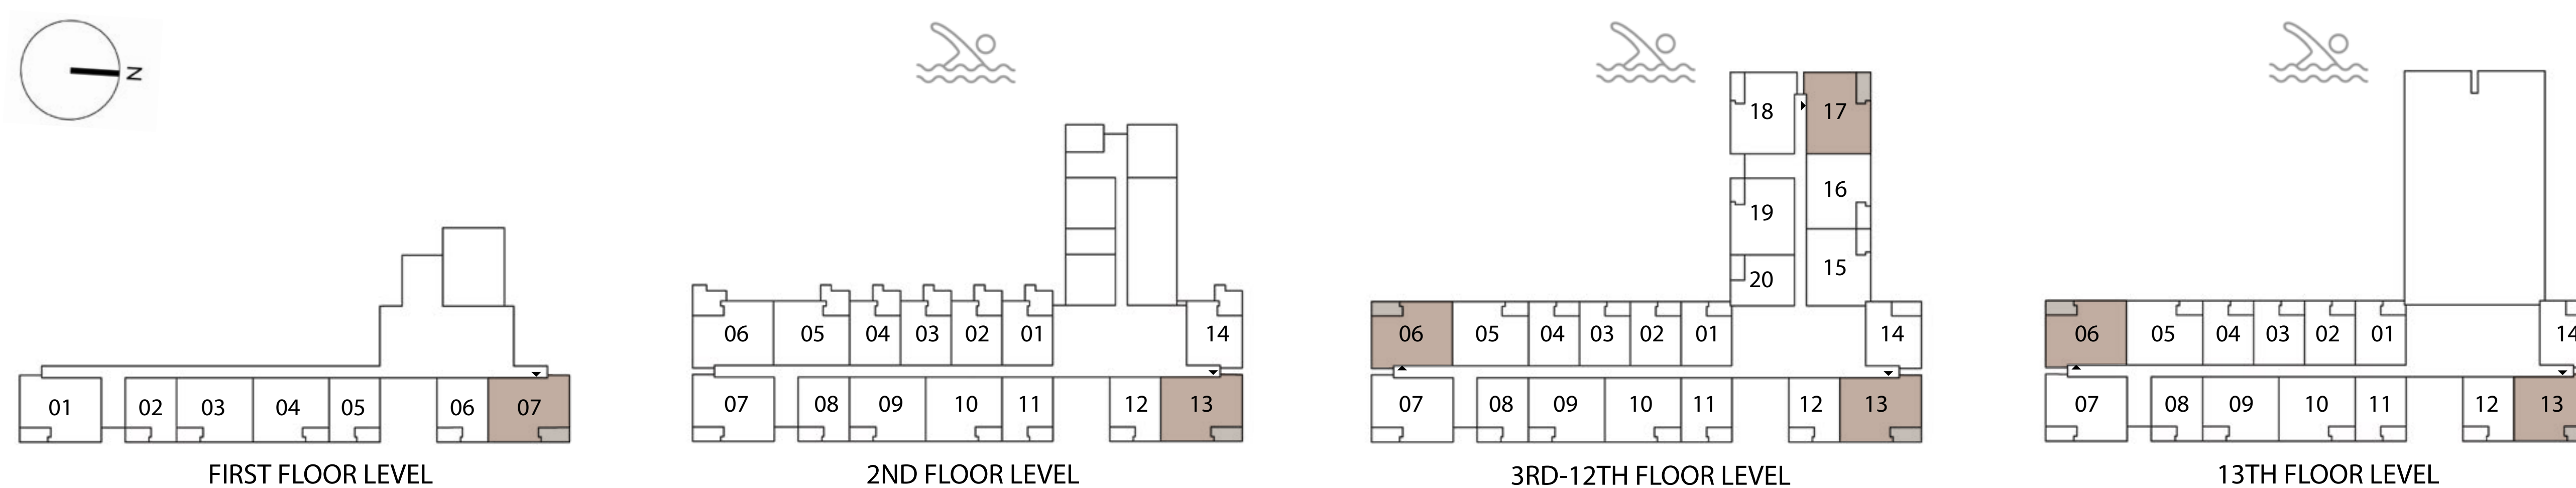 N
18 17
16
19
15
20
06 05 04 03 02 01 14
06 05 04 03 02 01 14
06 05 04 03 02 01 14
01 02 03 04 05 06 07
07 08 09 10 11 12 13
07 08 09 10 11 12 13
07 08 09 10 11 12 13
FIRST FLOOR LEVEL
2ND FLOOR LEVEL
3RD-12TH FLOOR LEVEL
13TH FLOOR LEVEL